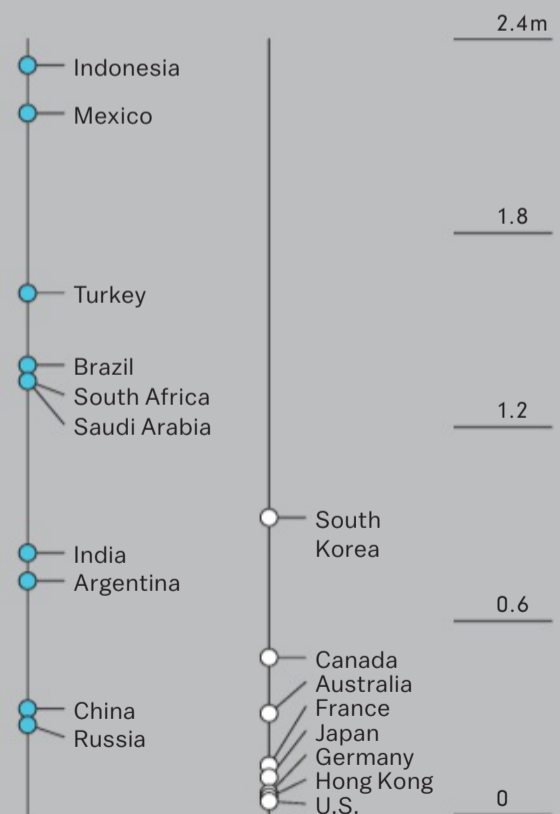 2.4m
Indonesia
Mexico
1.8
Turkey
Brazil
South Africa
Saudi Arabia
1.2
South
Korea
India
Argentina
0.6
Canada
Australia
France
China
Japan
Russia
Germany
Hong Kong
U.S.
0